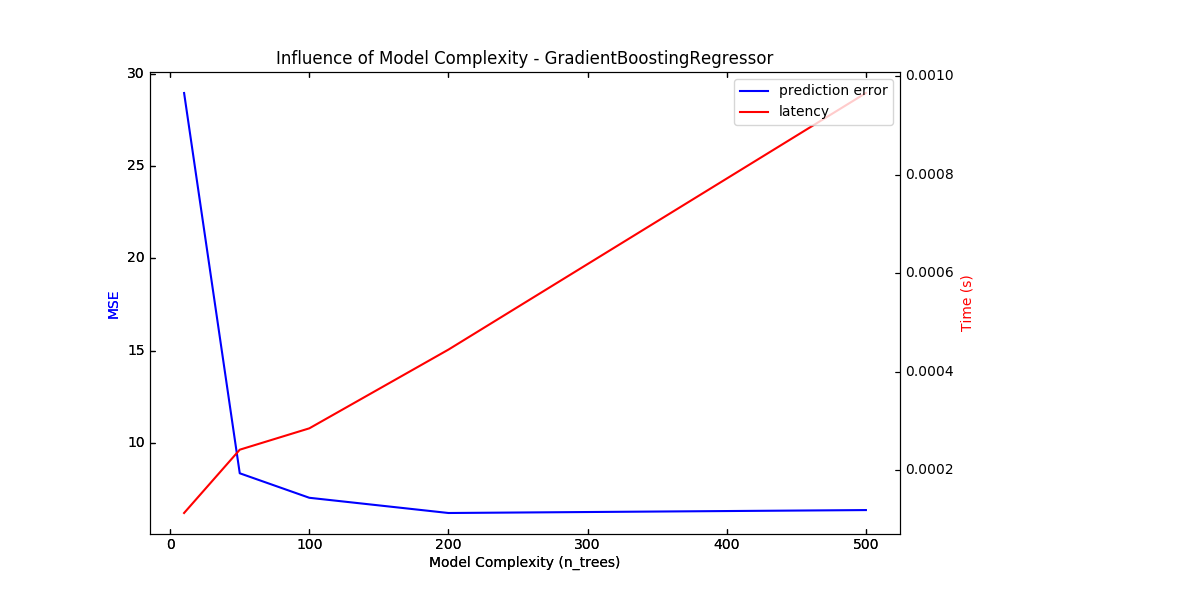 Influence of Model Complexity - GradientBoostingRegressor
prediction error
latency
30
25
20
15
10
MSE
0.0010
0.0008
0.0006
0.0004
0.0002
Time (s)
0 100 200 300 400 500
Model Complexity (n_trees)